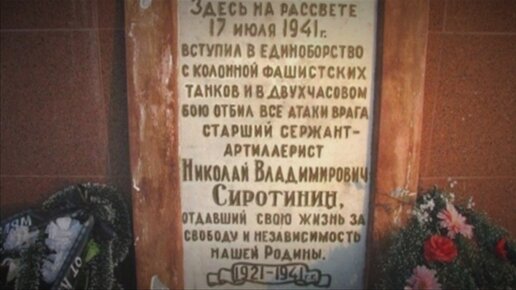 Здесь на рассвете
17 июля 1941г.
вступил в единоборство
с колонной фашистских
танков и в двухчасовом
бою отбил все атаки врага
старший сержант-
артиллерист
Николай Владимирович
Сиротинин,
отдавший свою жизнь за
свободу и независимость
нашей Родины.
1921-1941гг.